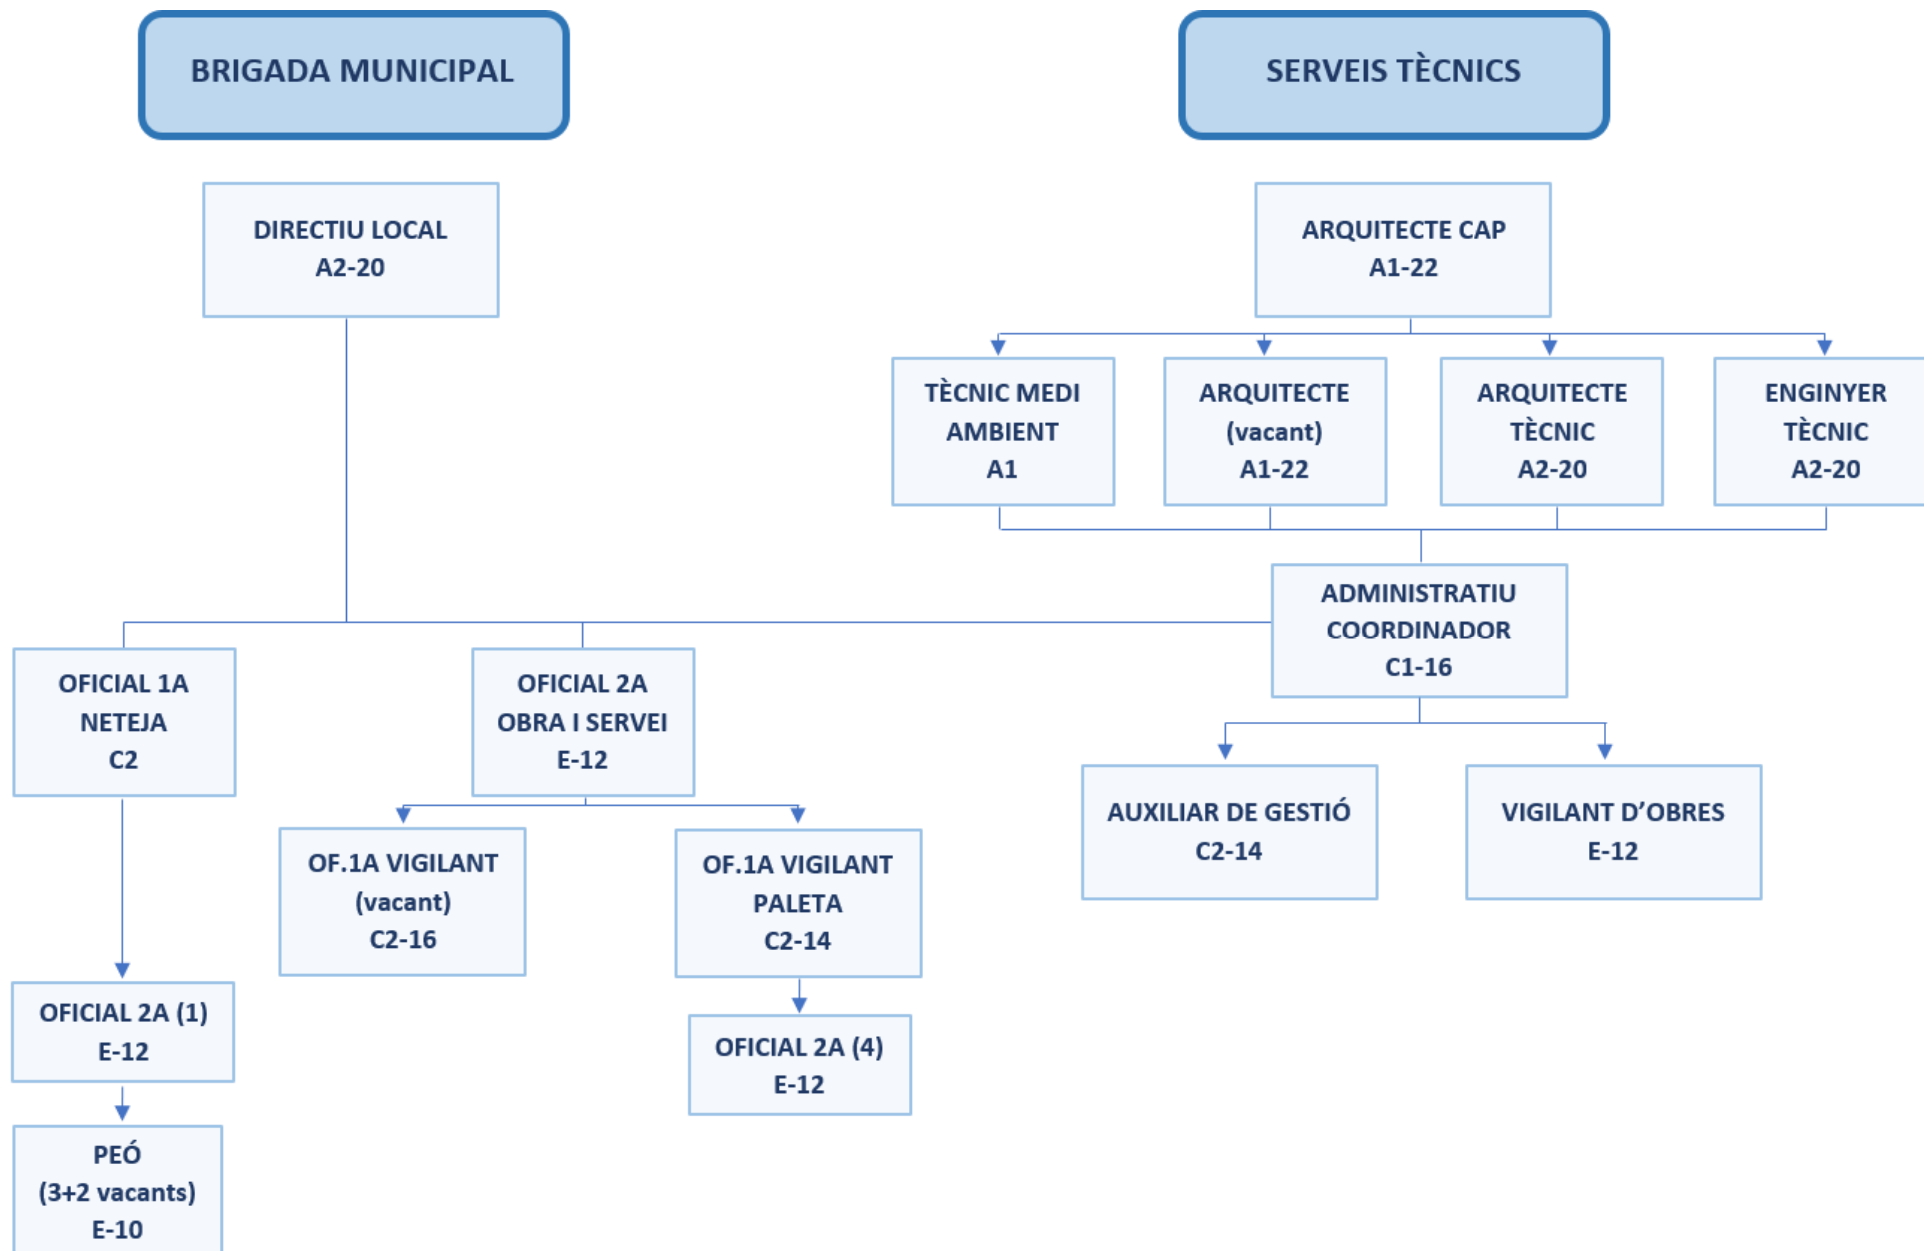 BRIGADA MUNICIPAL
SERVEIS TÈCNICS
DIRECTIU LOCAL
A2-20
ARQUITECTE CAP
A1-22
TÈCNIC MEDI
AMBIENT
A1
ARQUITECTE
(vacant)
A1-22
ARQUITECTE
TÈCNIC
A2-20
ENGINYER
TÈCNIC
A2-20
ADMINISTRATIU
COORDINADOR
C1-16
OFICIAL 1A
NETEJA
C2
OFICIAL 2A
OBRA I SERVEI
E-12
OF.1A VIGILANT
(vacant)
C2-16
OF.1A VIGILANT
PALETA
C2-14
AUXILIAR DE GESTIÓ
C2-14
VIGILANT D’OBRES
E-12
OFICIAL 2A (1)
E-12
OFICIAL 2A (4)
E-12
PEÓ
(3+2 vacants)
E-10